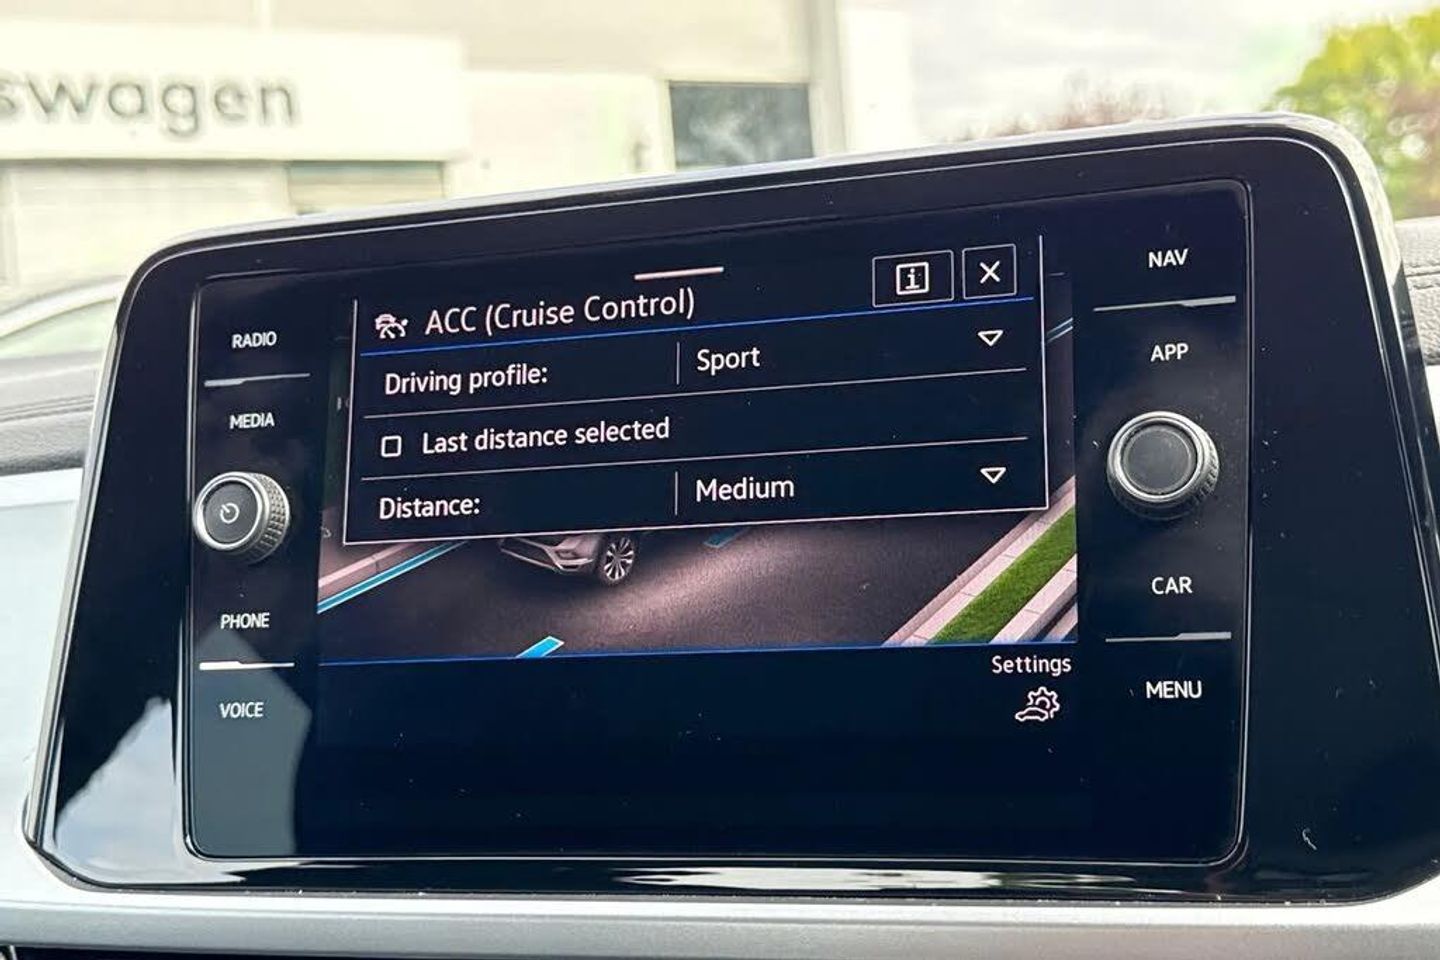 swagen
RADIO
MEDIA
PHONE
VOICE
ACC (Cruise Control)
Driving profile:
Sport
Last distance selected
Distance:
Medium
Settings
NAV
APP
CAR
MENU